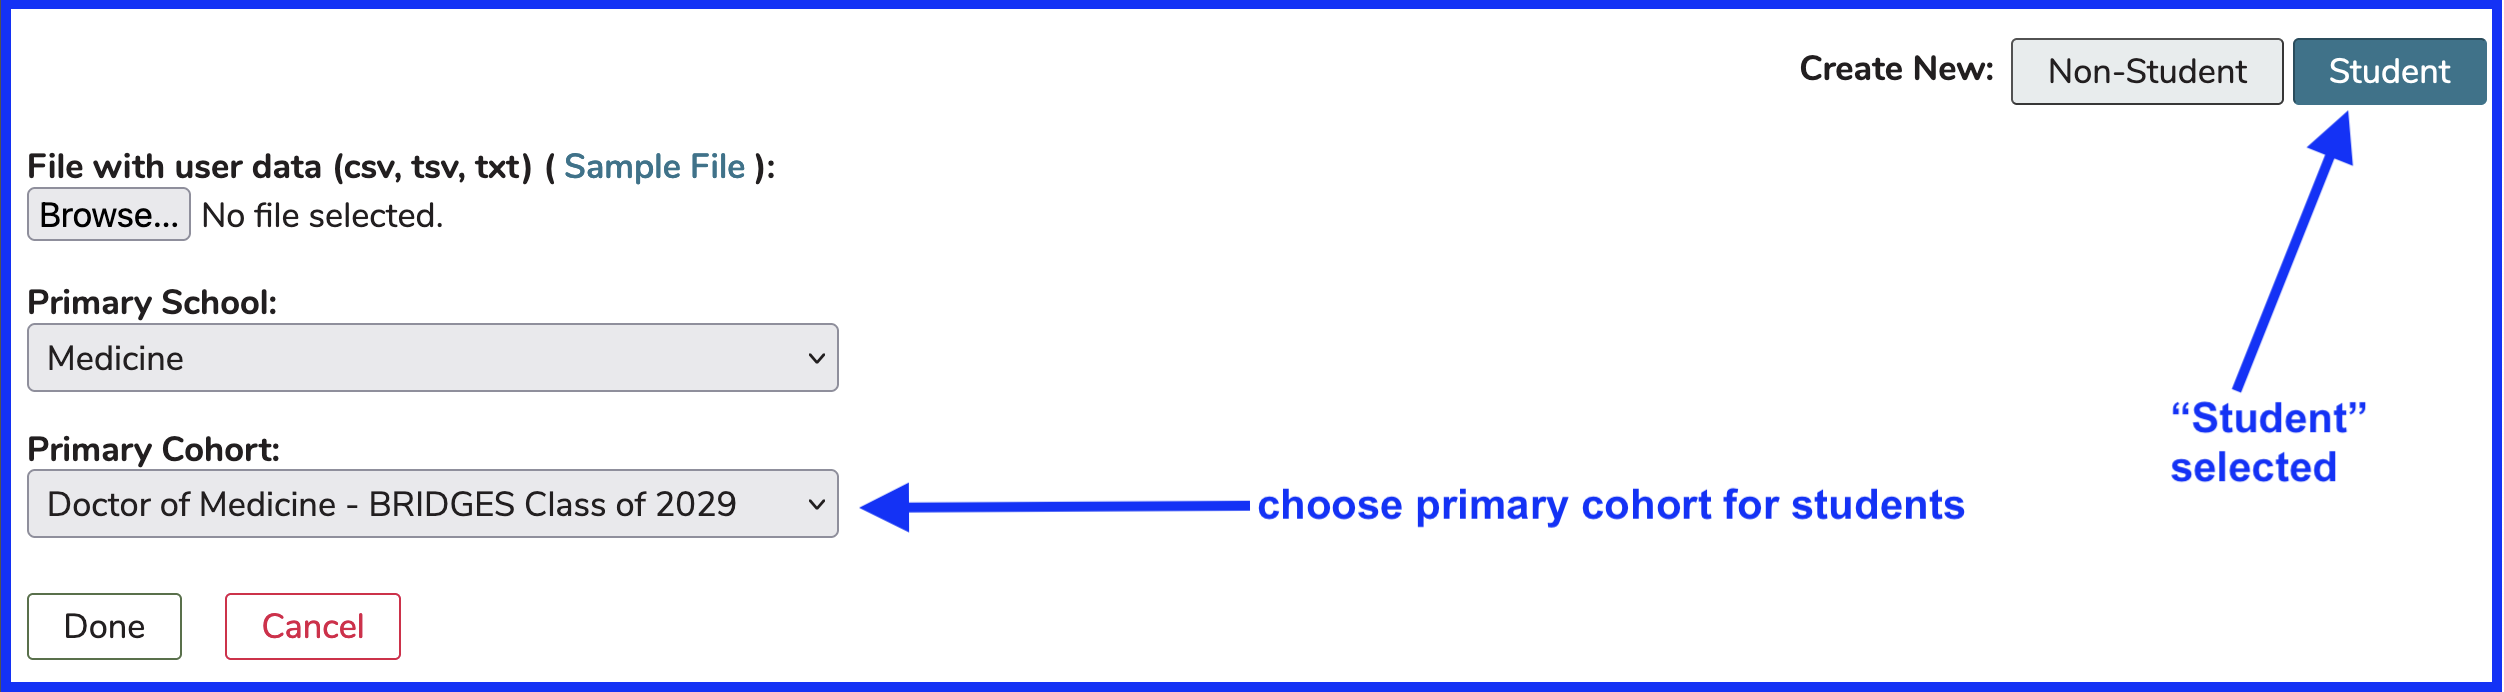 Create New: Non-Student Student
File with user data (csv, tsv, txt) ( Sample File ):
Browse... No file selected.
Primary School:
Medicine
Primary Cohort:
Doctor of Medicine - BRIDGES Class of 2029
choose primary cohort for students
“Student”
selected
Done Cancel